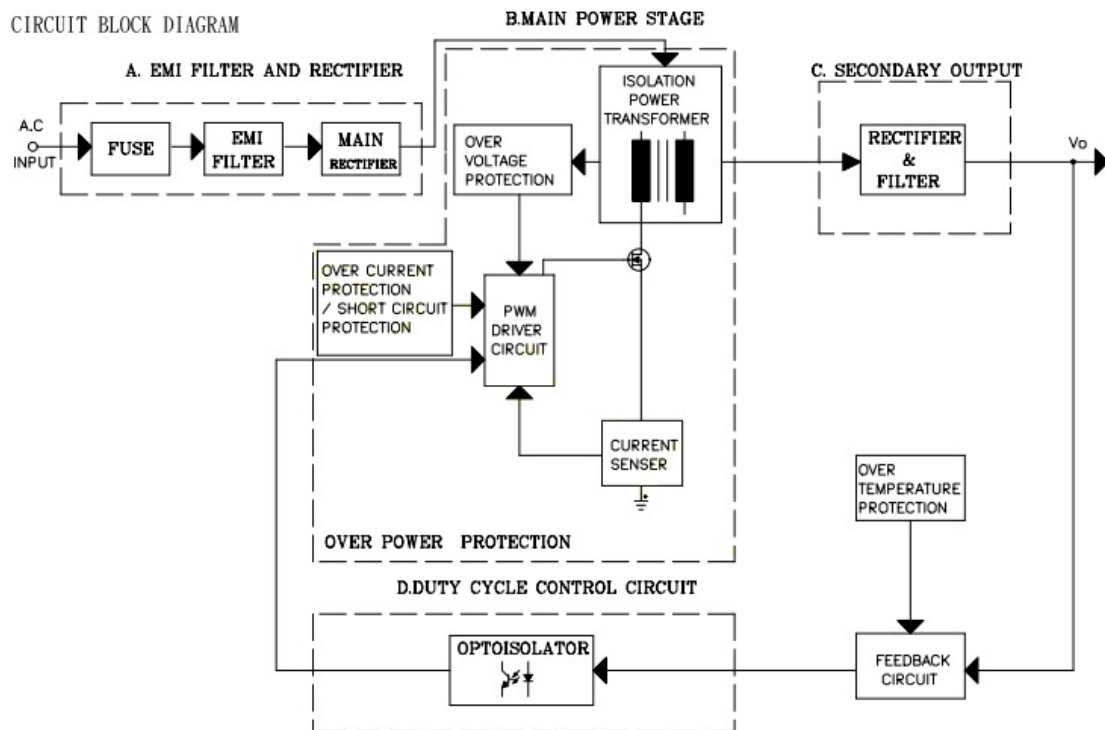 CIRCUIT BLOCK DIAGRAM
B.MAIN POWER STAGE
A. EMI FILTER AND RECTIFIER
C. SECONDARY OUTPUT
A.C
INPUT
FUSE
EMI
FILTER
MAIN
RECTIFIER
OVER
VOLTAGE
PROTECTION
ISOLATION
POWER
TRANSFORMER
RECTIFIER
&
FILTER
Vo
OVER CURRENT
PROTECTION
/ SHORT CIRCUIT
PROTECTION
PWM
DRIVER
CIRCUIT
CURRENT
SENSER
OVER
TEMPERATURE
PROTECTION
OVER POWER PROTECTION
D.DUTY CYCLE CONTROL CIRCUIT
OPTOISOLATOR
FEEDBACK
CIRCUIT